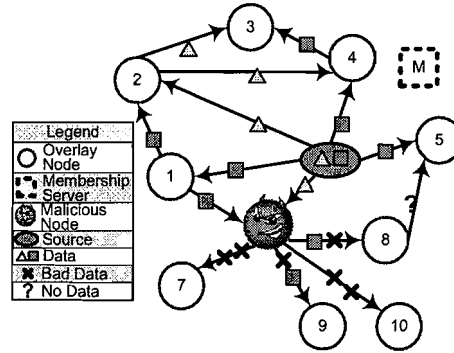 3
2
4
M
5
1
Legend
Overlay
Node
Membership
Server
Malicious
Node
Source
Data
Bad Data
? No Data
?
8
7
9
10